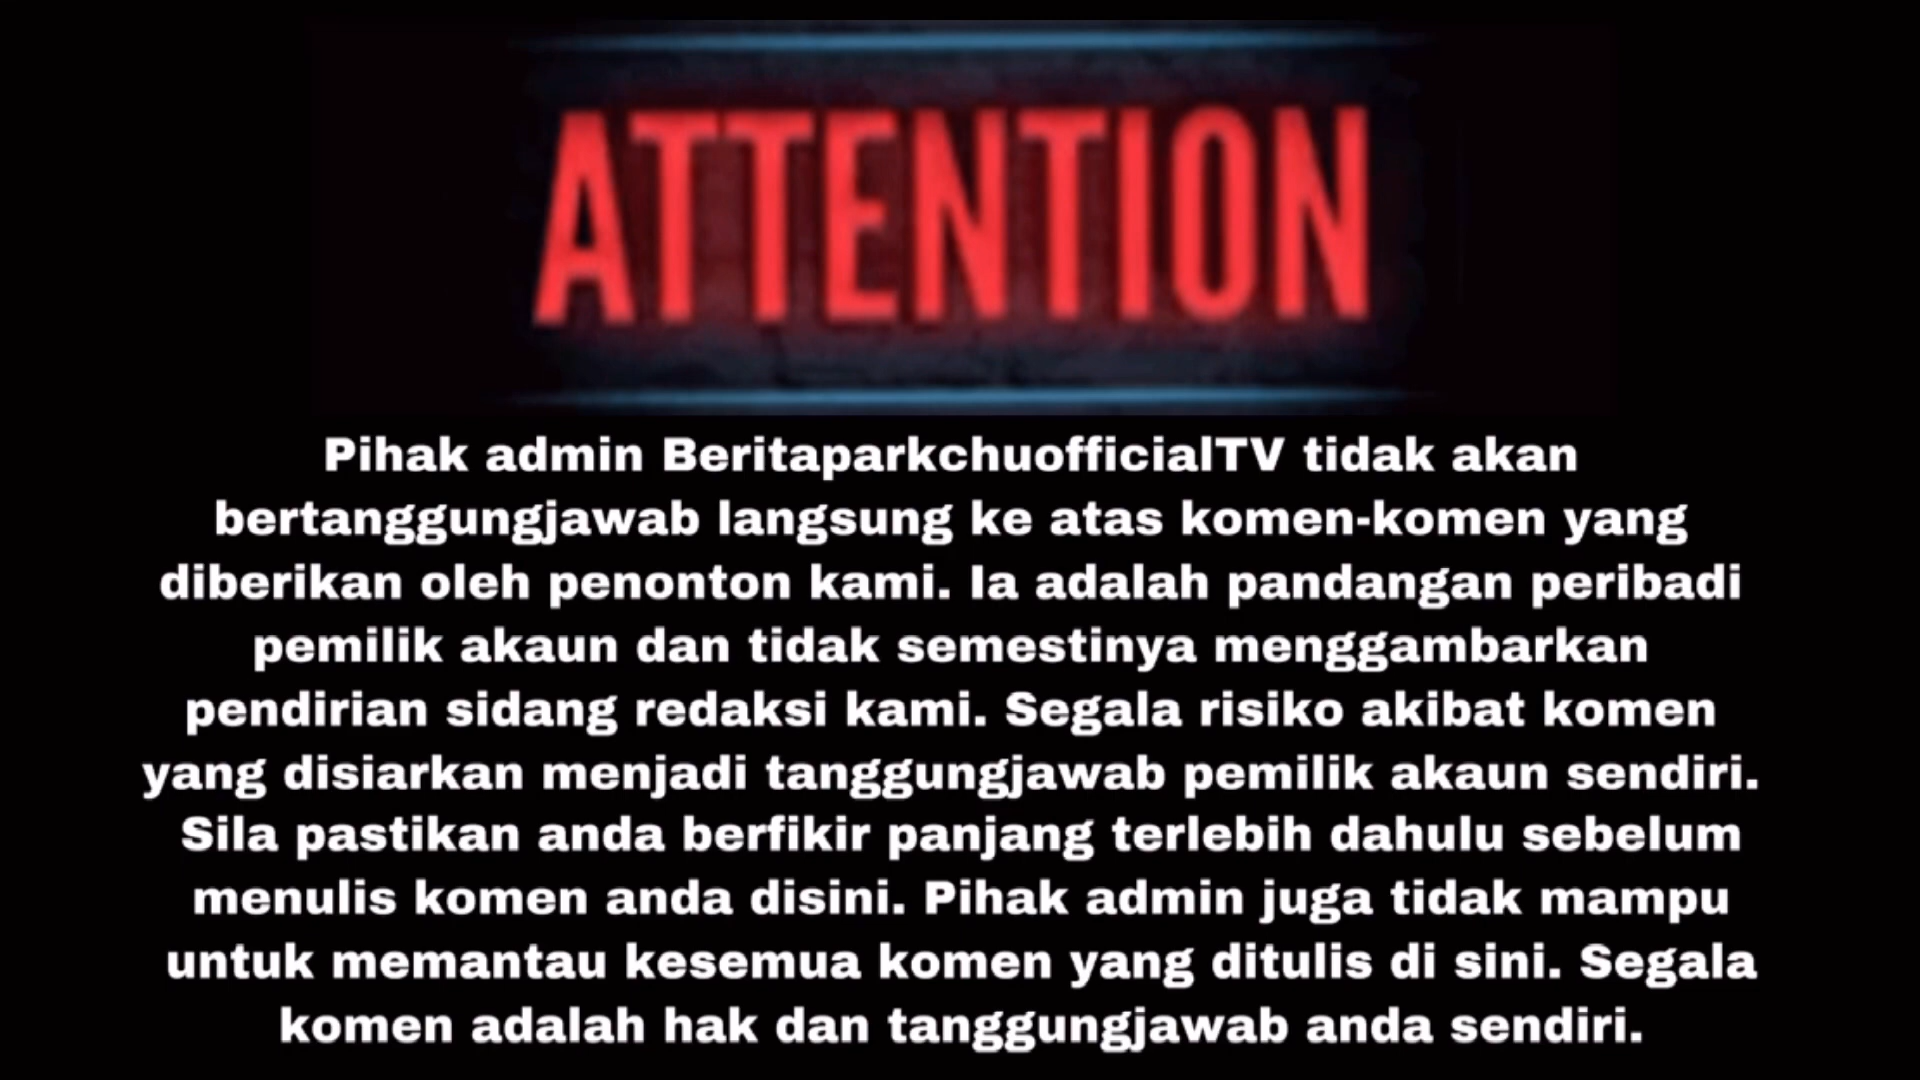 ATTENTION
Pihak admin BeritaparkchuofficialTV tidak akan
bertanggungjawab langsung ke atas komen-komen yang
diberikan oleh penonton kami. Ia adalah pandangan peribadi
pemilik akaun dan tidak semestinya menggambarkan
pendirian sidang redaksi kami. Segala risiko akibat komen
yang disiarkan menjadi tanggungjawab pemilik akaun sendiri.
Sila pastikan anda berfikir panjang terlebih dahulu sebelum
menulis komen anda disini. Pihak admin juga tidak mampu
untuk memantau kesemua komen yang ditulis di sini. Segala
komen adalah hak dan tanggungjawab anda sendiri.